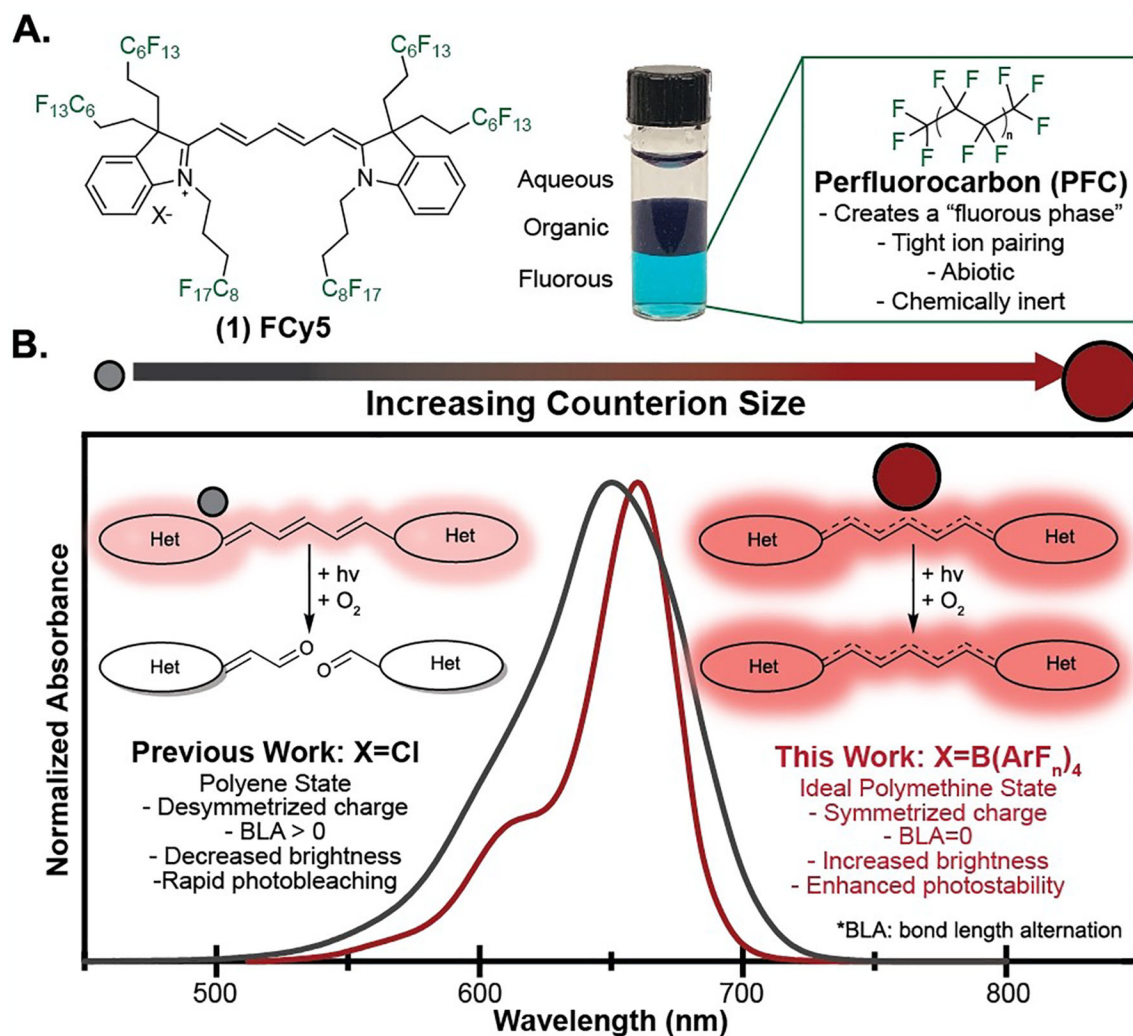 A.
C₆F₁₃
C₆F₁₃
F₁₃C₆
C₆F₁₃
N
+
X-
N
F₁₇C₈
C₈F₁₇
(1) FCy5
Aqueous
Organic
Fluorous
F F
F F F
F
F F F F
n
Perfluorocarbon (PFC)
- Creates a “fluorous phase”
- Tight ion pairing
- Abiotic
- Chemically inert
B.
Increasing Counterion Size
Het
Het
+ hν
+ O₂
Het
O
O
Het
Previous Work: X=Cl
Polyene State
- Desymmetrized charge
- BLA > 0
- Decreased brightness
-Rapid photobleaching
Het
Het
+ hν
+ O₂
Het
Het
This Work: X=B(ArFₙ)₄
Ideal Polymethine State
- Symmetrized charge
- BLA=0
- Increased brightness
- Enhanced photostability
*BLA: bond length alternation
Normalized Absorbance
500
600
700
800
Wavelength (nm)